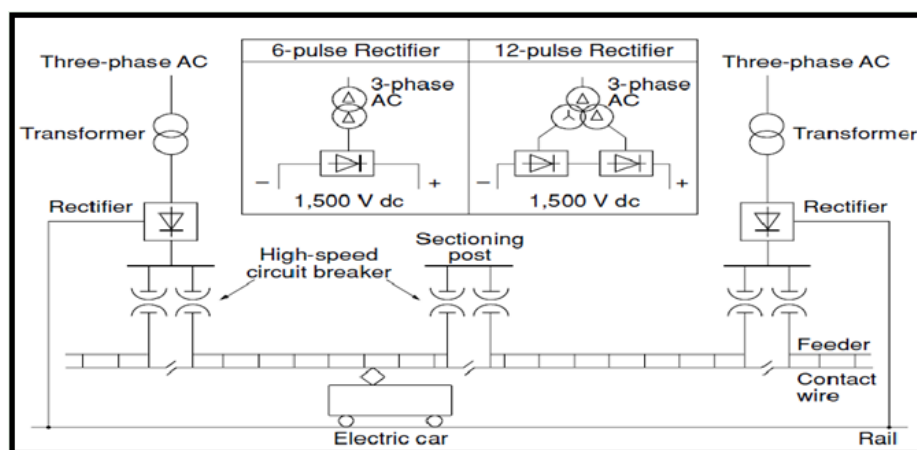 Three-phase AC
Transformer
Rectifier
6-pulse Rectifier
3-phase
AC
− +
1,500 V dc
12-pulse Rectifier
3-phase
AC
− +
1,500 V dc
Three-phase AC
Transformer
Rectifier
High-speed
circuit breaker
Sectioning
post
Feeder
Contact
wire
Electric car
Rail